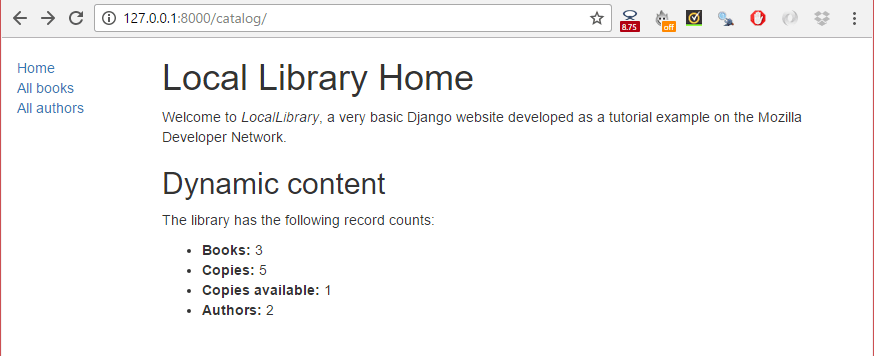 127.0.0.1:8000/catalog/
8.75
off
Home
All books
All authors
Local Library Home
Welcome to LocalLibrary, a very basic Django website developed as a tutorial example on the Mozilla
Developer Network.
Dynamic content
The library has the following record counts:
Books: 3
Copies: 5
Copies available: 1
Authors: 2